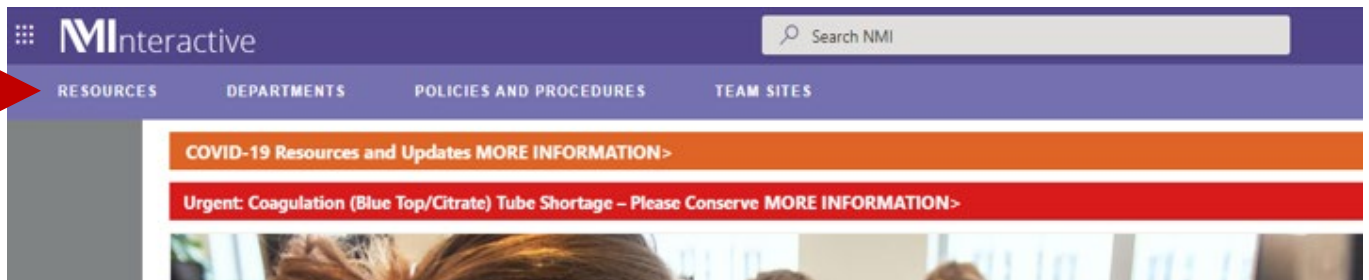 NMInteractive
Search NMI
RESOURCES DEPARTMENTS POLICIES AND PROCEDURES TEAM SITES
COVID-19 Resources and Updates MORE INFORMATION>
Urgent: Coagulation (Blue Top/Citrate) Tube Shortage – Please Conserve MORE INFORMATION>